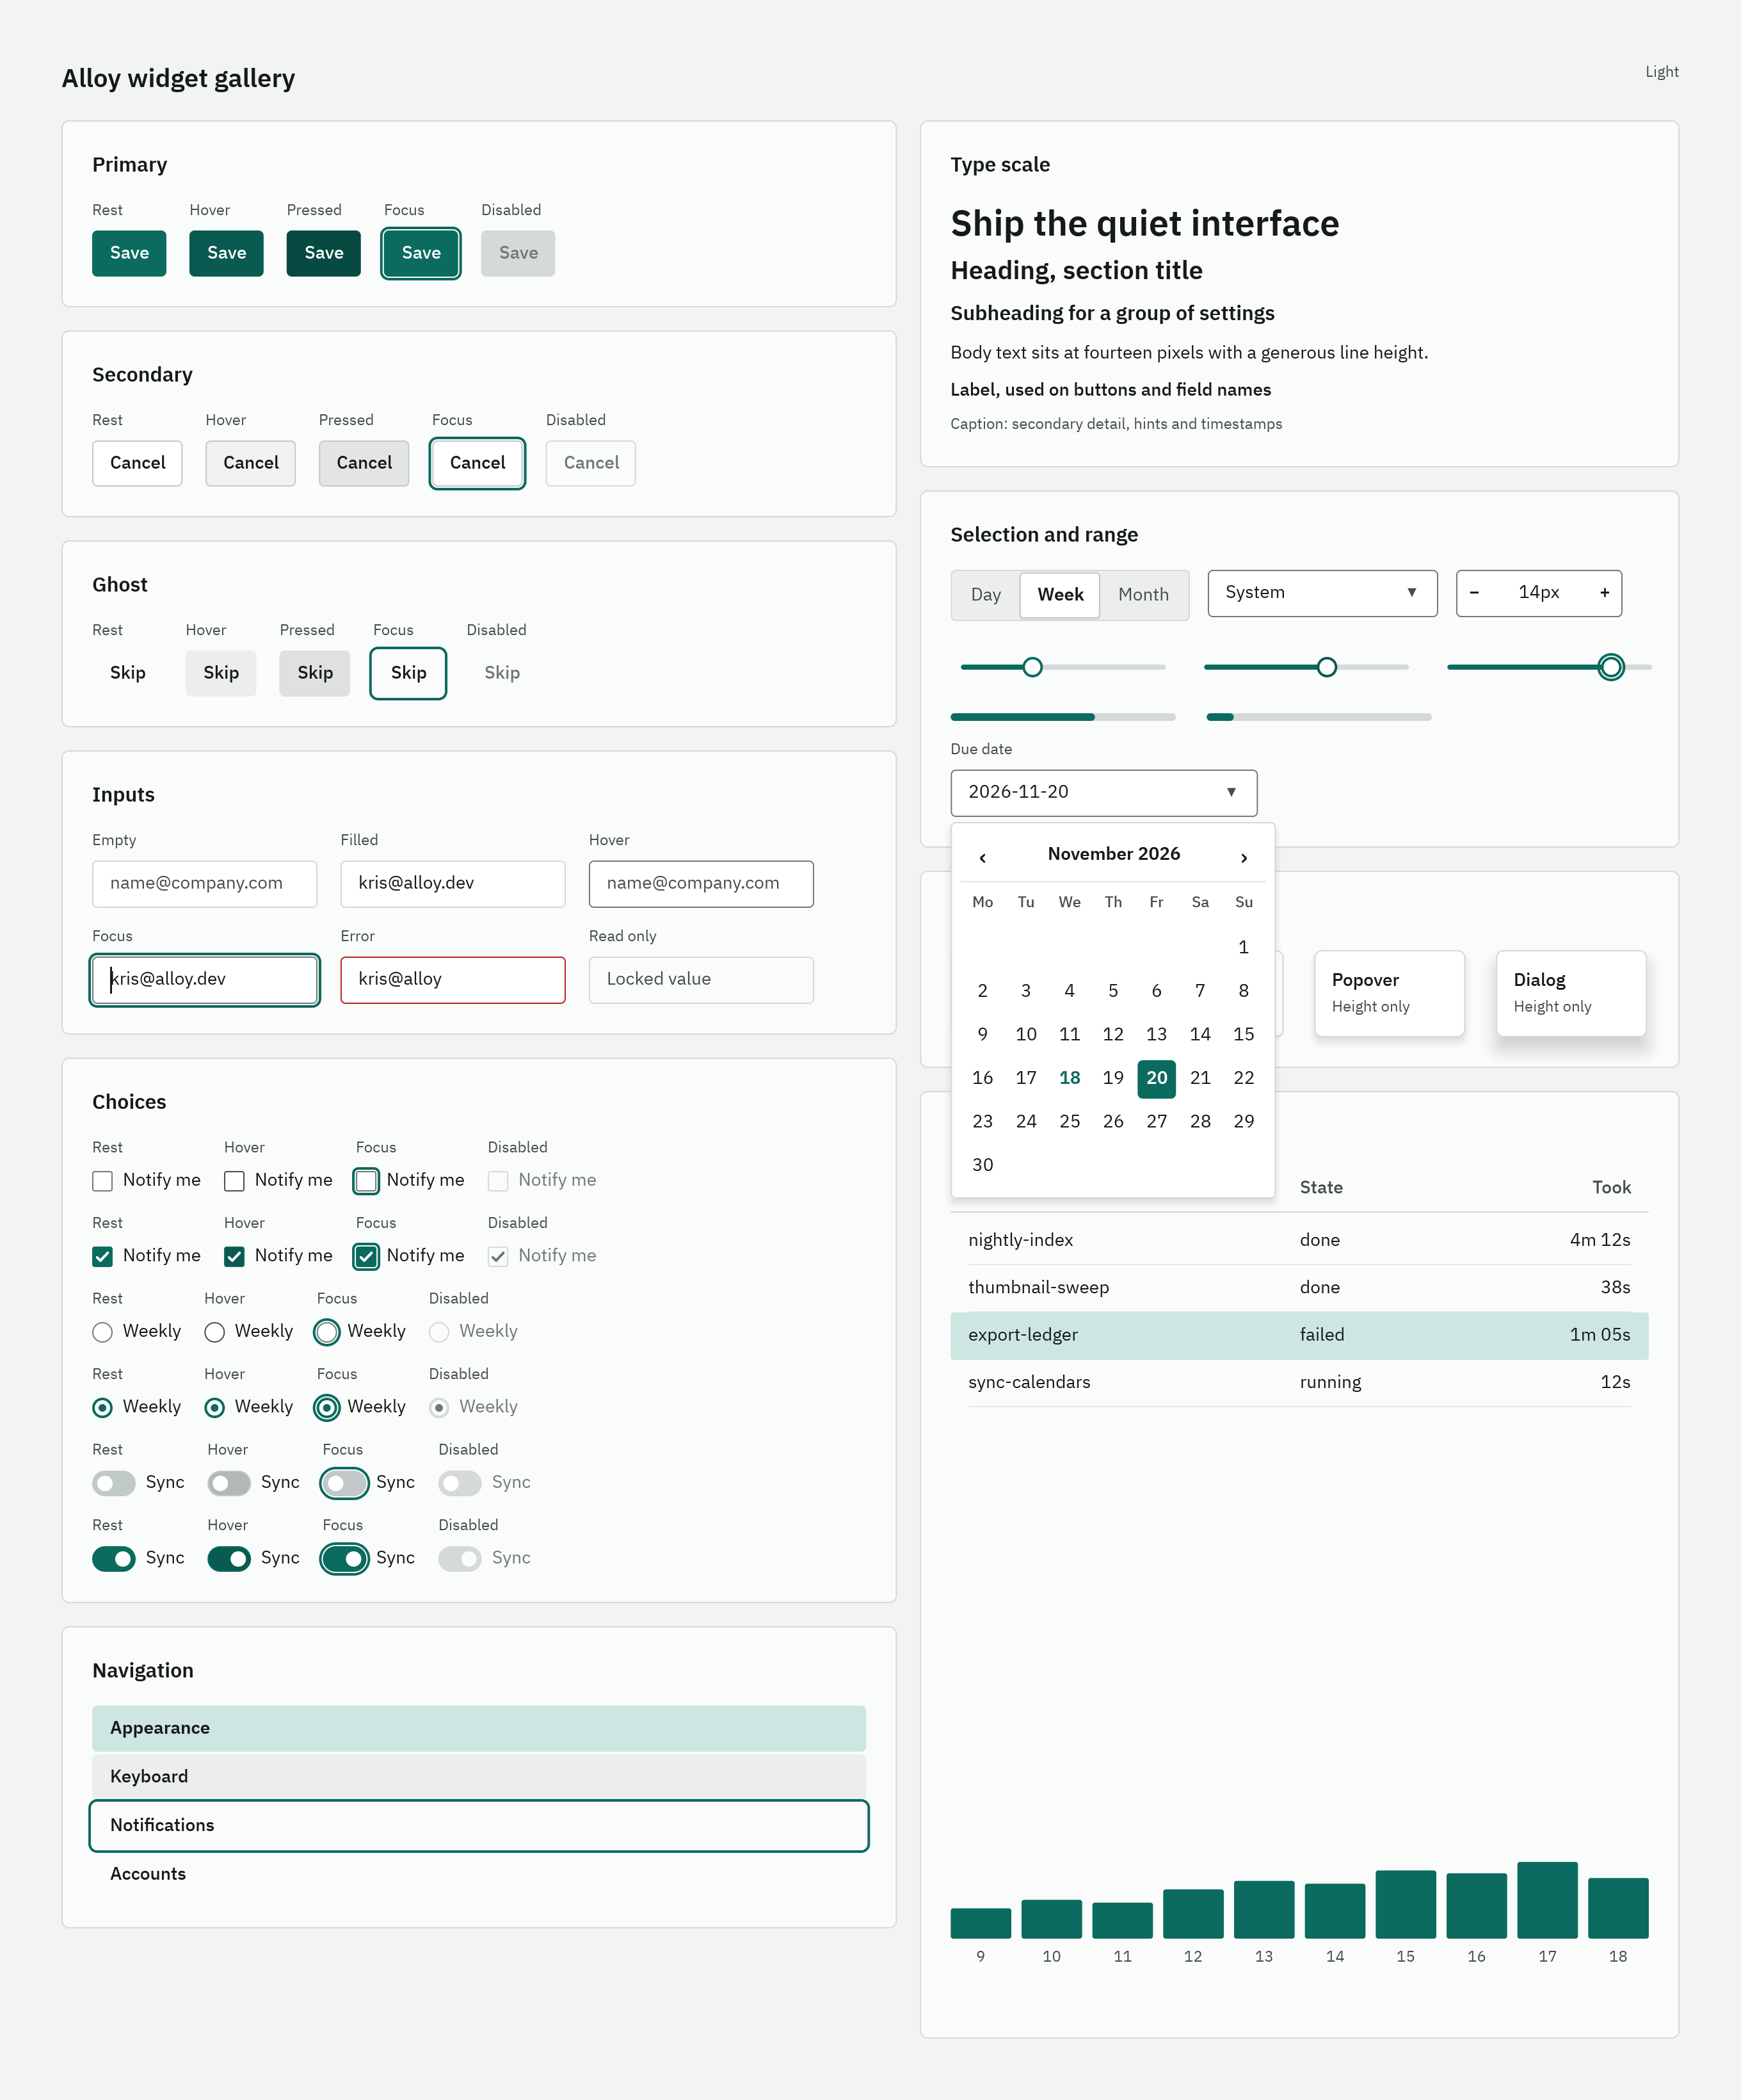 Alloy widget gallery
Light
Primary
Rest Hover Pressed Focus Disabled
Save Save Save Save Save
Secondary
Rest Hover Pressed Focus Disabled
Cancel Cancel Cancel Cancel Cancel
Ghost
Rest Hover Pressed Focus Disabled
Skip Skip Skip Skip Skip
Inputs
Empty Filled Hover
name@company.com kris@alloy.dev name@company.com
Focus Error Read only
kris@alloy.dev kris@alloy Locked value
Choices
Rest Hover Focus Disabled
Notify me Notify me Notify me Notify me
Rest Hover Focus Disabled
Notify me Notify me Notify me Notify me
Rest Hover Focus Disabled
Weekly Weekly Weekly Weekly
Rest Hover Focus Disabled
Weekly Weekly Weekly Weekly
Rest Hover Focus Disabled
Sync Sync Sync Sync
Rest Hover Focus Disabled
Sync Sync Sync Sync
Navigation
Appearance
Keyboard
Notifications
Accounts
Type scale
Ship the quiet interface
Heading, section title
Subheading for a group of settings
Body text sits at fourteen pixels with a generous line height.
Label, used on buttons and field names
Caption: secondary detail, hints and timestamps
Selection and range
Day Week Month System ▼ − 14px +
Due date
2026-11-20 ▼
‹ November 2026 ›
Mo Tu We Th Fr Sa Su
1
2 3 4 5 6 7 8
9 10 11 12 13 14 15
16 17 18 19 20 21 22
23 24 25 26 27 28 29
30
Popover Dialog
Height only Height only
State Took
nightly-index done 4m 12s
thumbnail-sweep done 38s
export-ledger failed 1m 05s
sync-calendars running 12s
9 10 11 12 13 14 15 16 17 18